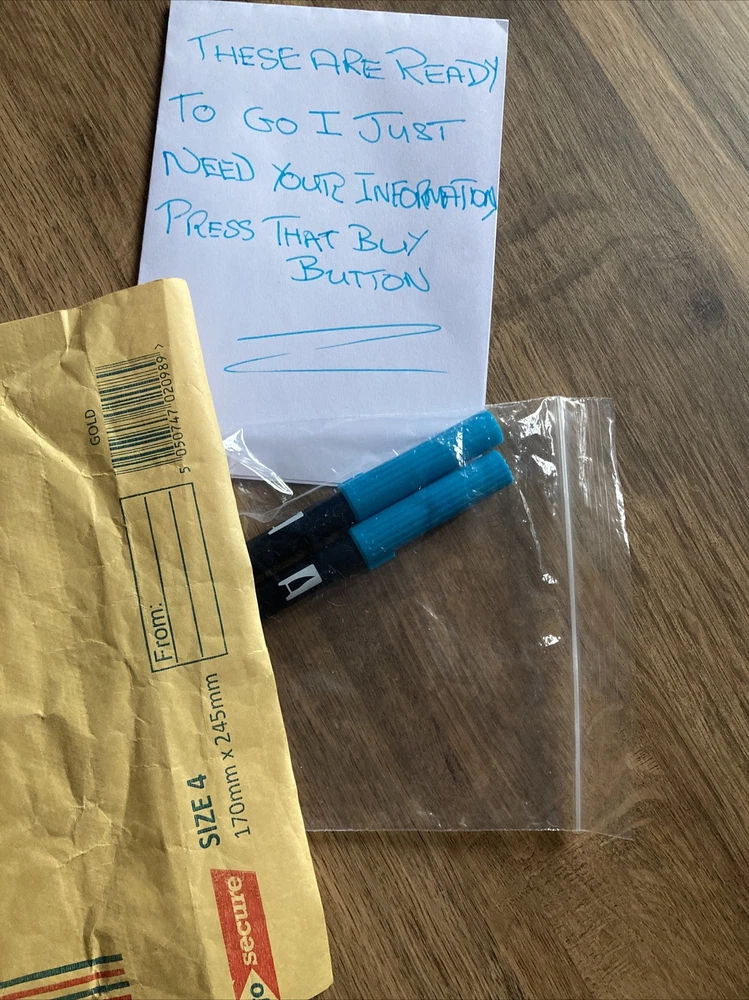 THESE ARE READY
TO GO I JUST
NEED YOUR INFORMATION
PRESS THAT BUY
BUTTON
GOLD
5 050747 020989 >
From:
SIZE 4
170mm x 245mm
go secure